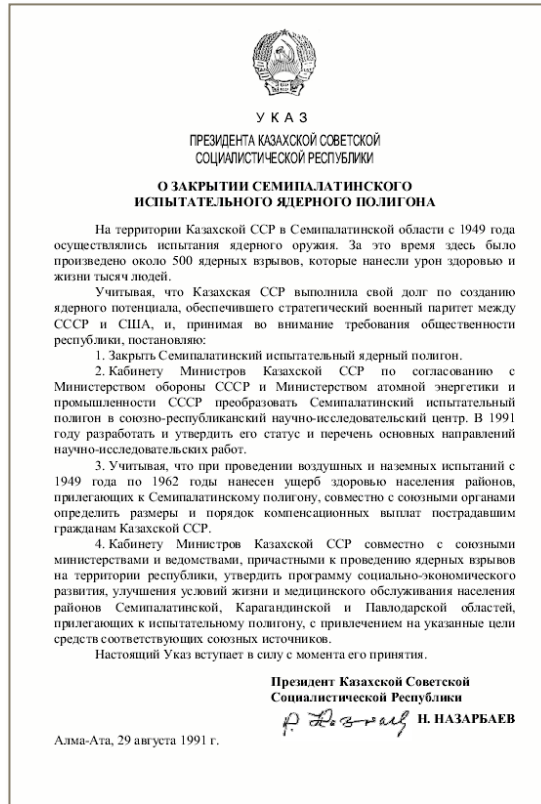 У К А З
ПРЕЗИДЕНТА КАЗАХСКОЙ СОВЕТСКОЙ
СОЦИАЛИСТИЧЕСКОЙ РЕСПУБЛИКИ
О ЗАКРЫТИИ СЕМИПАЛАТИНСКОГО
ИСПЫТАТЕЛЬНОГО ЯДЕРНОГО ПОЛИГОНА
На территории Казахской ССР в Семипалатинской области с 1949 года
осуществлялись испытания ядерного оружия. За это время здесь было
произведено около 500 ядерных взрывов, которые нанесли урон здоровью и
жизни тысяч людей.
Учитывая, что Казахская ССР выполнила свой долг по созданию
ядерного потенциала, обеспечившего стратегический военный паритет между
СССР и США, и, принимая во внимание требования общественности
республики, постановляю:
1. Закрыть Семипалатинский испытательный ядерный полигон.
2. Кабинету Министров Казахской ССР по согласованию с
Министерством обороны СССР и Министерством атомной энергетики и
промышленности СССР преобразовать Семипалатинский испытательный
полигон в союзно-республиканский научно-исследовательский центр. В 1991
году разработать и утвердить его статус и перечень основных направлений
научно-исследовательских работ.
3. Учитывая, что при проведении воздушных и наземных испытаний с
1949 года по 1962 годы нанесен ущерб здоровью населения районов,
прилегающих к Семипалатинскому полигону, совместно с союзными органами
определить размеры и порядок компенсационных выплат пострадавшим
гражданам Казахской ССР.
4. Кабинету Министров Казахской ССР совместно с союзными
министерствами и ведомствами, причастными к проведению ядерных взрывов
на территории республики, утвердить программу социально-экономического
развития, улучшения условий жизни и медицинского обслуживания населения
районов Семипалатинской, Карагандинской и Павлодарской областей,
прилегающих к испытательному полигону, с привлечением на указанные цели
средств соответствующих союзных источников.
Настоящий Указ вступает в силу с момента его принятия.
Президент Казахской Советской
Социалистической Республики
Н. НАЗАРБАЕВ
Алма-Ата, 29 августа 1991 г.